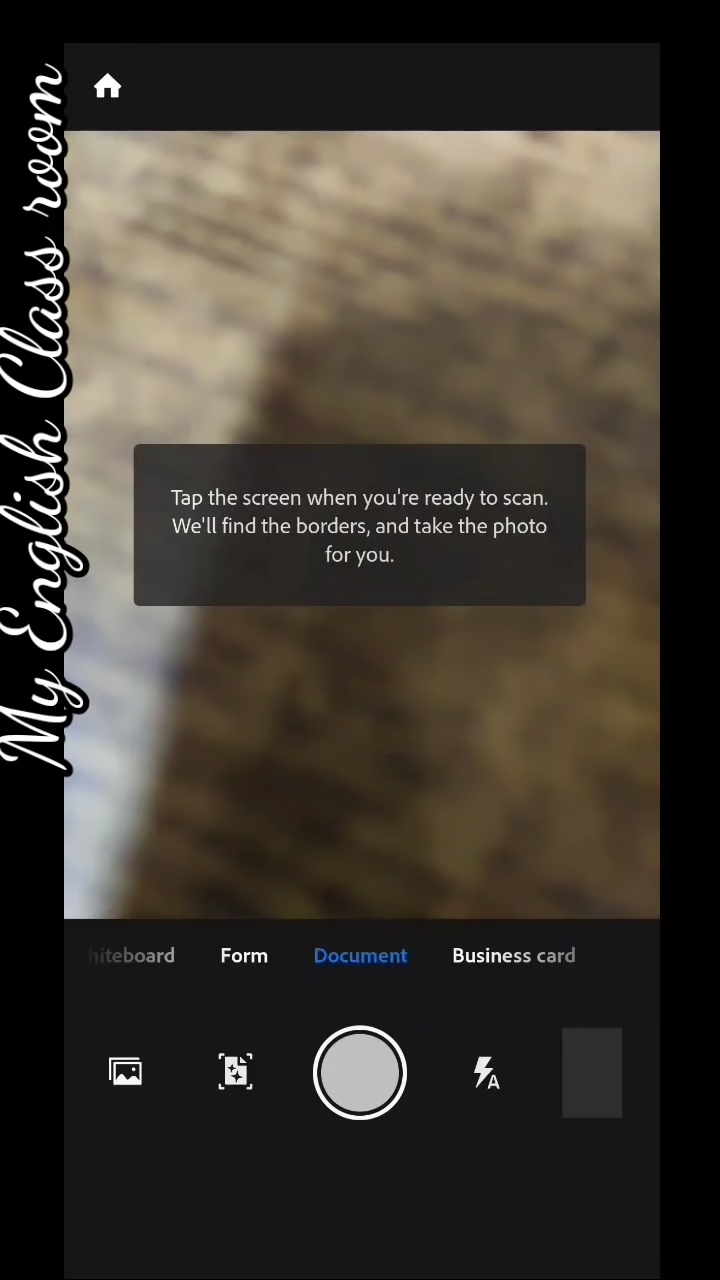 My English Class room
Tap the screen when you're ready to scan.
We'll find the borders, and take the photo
for you.
hiteboard Form Document Business card
A